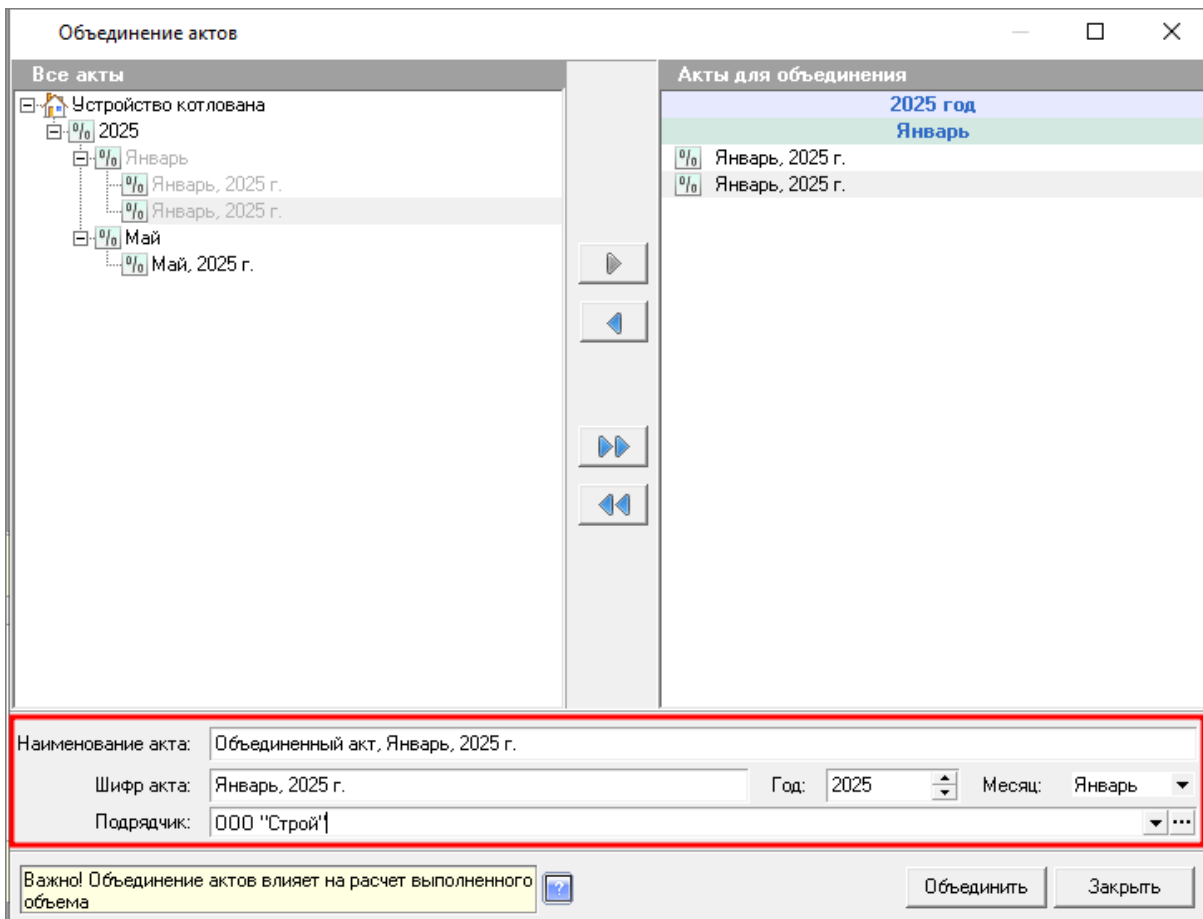 Объединение актов
Все акты
Устройство котлована
% 2025
% Январь
% Январь, 2025 г.
% Январь, 2025 г.
% Май
% Май, 2025 г.
Акты для объединения
2025 год
Январь
% Январь, 2025 г.
% Январь, 2025 г.
Наименование акта: Объединенный акт, Январь, 2025 г.
Шифр акта: Январь, 2025 г. Год: 2025 Месяц: Январь
Подрядчик: ООО "Строй"
Важно! Объединение актов влияет на расчет выполненного
объема
?
Объединить Закрыть